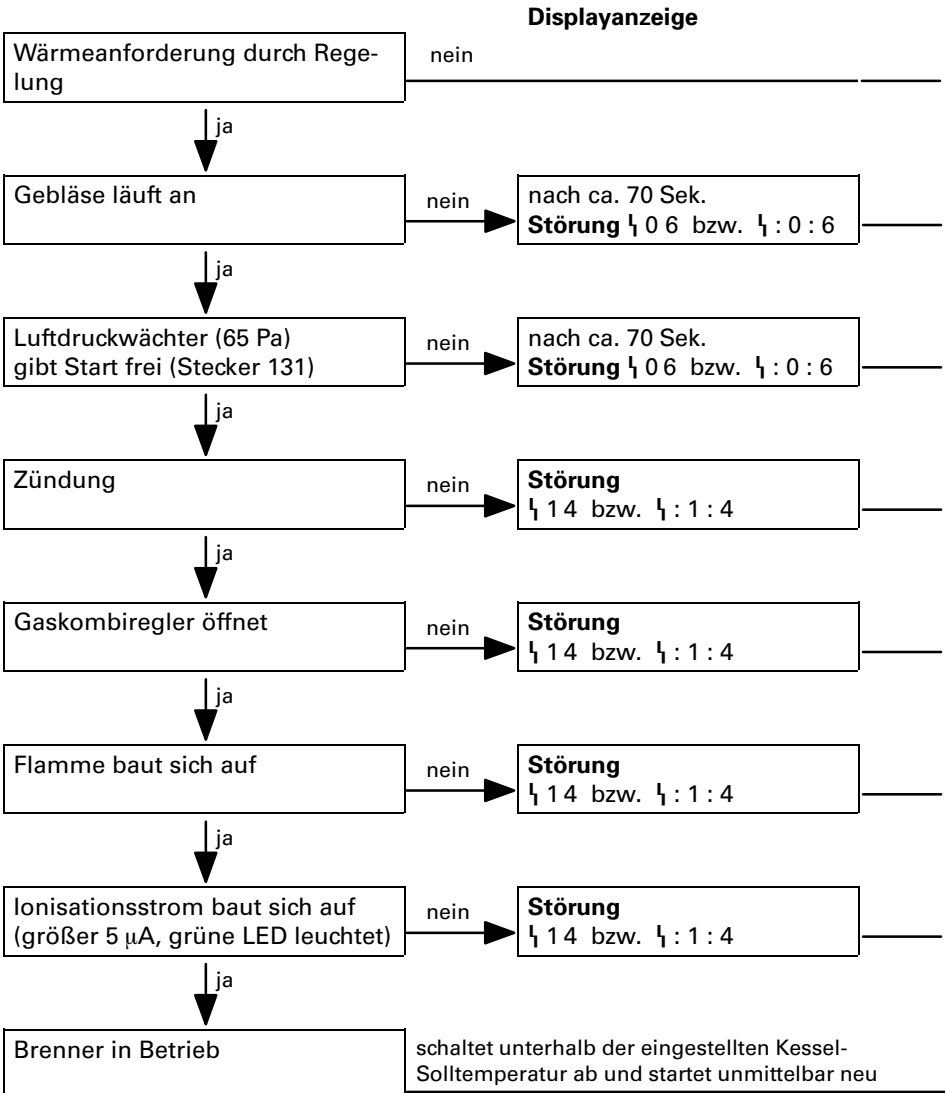 Displayanzeige
Wärmeanforderung durch Rege-
lung
nein
ja
Gebläse läuft an
nein
nach ca. 70 Sek.
Störung ϟ 0 6 bzw. ϟ : 0 : 6
ja
Luftdruckwächter (65 Pa)
gibt Start frei (Stecker 131)
nein
nach ca. 70 Sek.
Störung ϟ 0 6 bzw. ϟ : 0 : 6
ja
Zündung
nein
Störung
ϟ 1 4 bzw. ϟ : 1 : 4
ja
Gaskombiregler öffnet
nein
Störung
ϟ 1 4 bzw. ϟ : 1 : 4
ja
Flamme baut sich auf
nein
Störung
ϟ 1 4 bzw. ϟ : 1 : 4
ja
Ionisationsstrom baut sich auf
(größer 5 µA, grüne LED leuchtet)
nein
Störung
ϟ 1 4 bzw. ϟ : 1 : 4
ja
Brenner in Betrieb
schaltet unterhalb der eingestellten Kessel-
Solltemperatur ab und startet unmittelbar neu